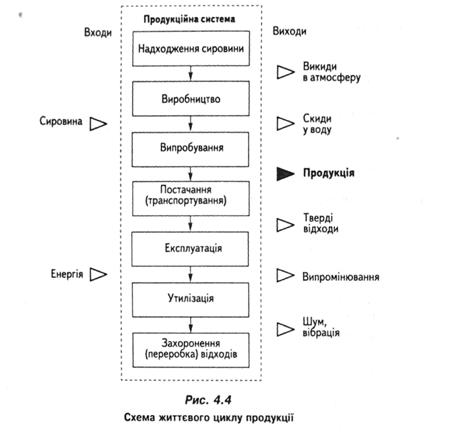 Продукційна система
Входи
Виходи
Надходження сировини
Викиди
в атмосферу
Виробництво
Сировина
Скиди
у воду
Випробування
Продукція
Постачання
(транспортування)
Тверді
відходи
Експлуатація
Енергія
Випромінювання
Утилізація
Шум,
вібрація
Захоронення
(переробка) відходів
Рис. 4.4
Схема життєвого циклу продукції